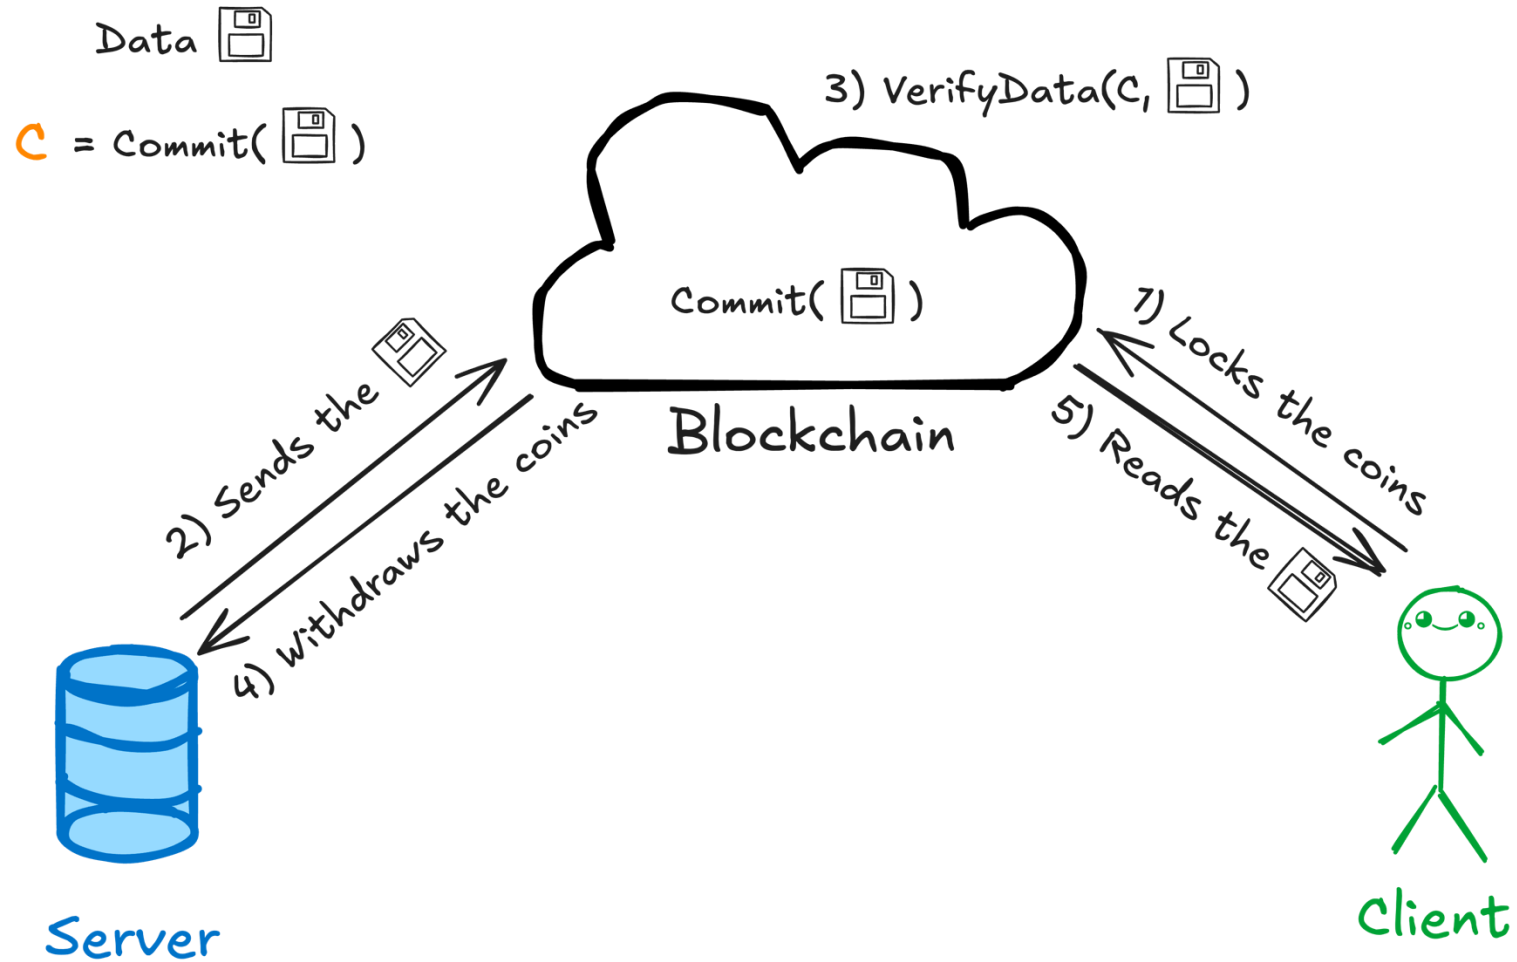 Data
C = Commit( )
3) VerifyData(C, )
Commit( )
Blockchain
1) Locks the coins
2) Sends the
5) Reads the
4) Withdraws the coins
Server
Client